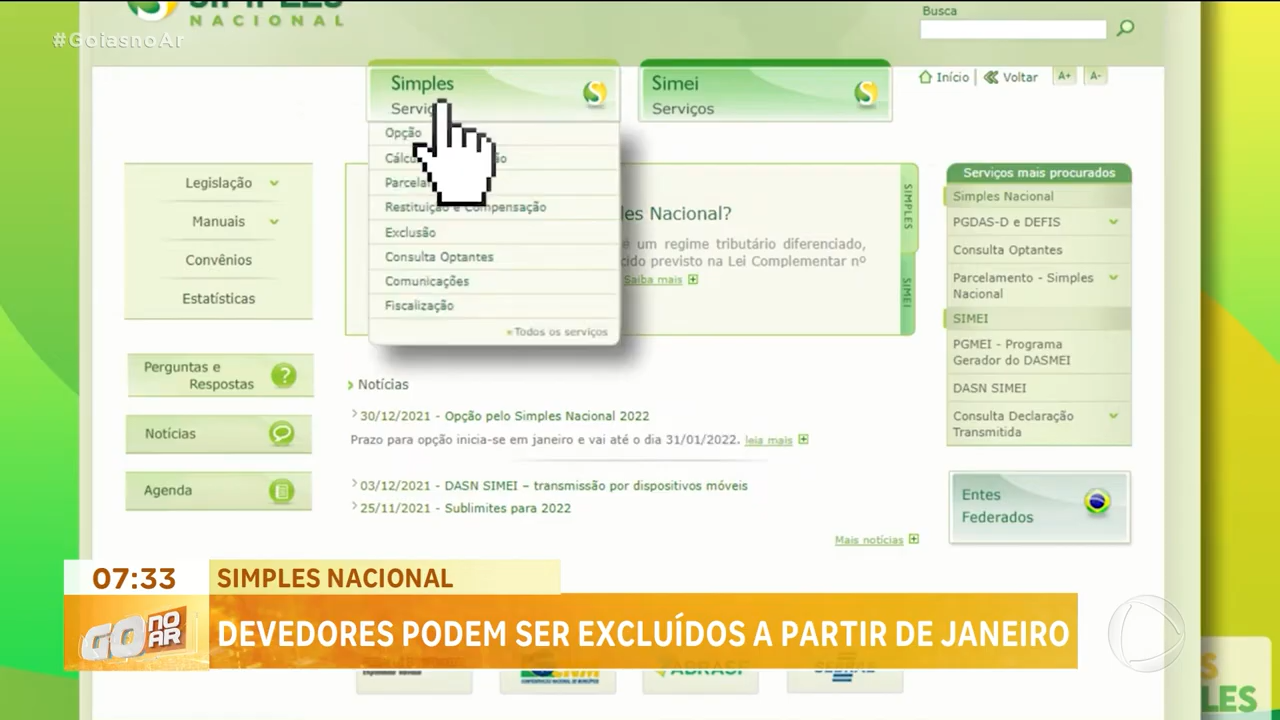 NACIONAL
#GoiasnoAr
Busca
Simples
Simei
Serviços
Início | Voltar A+ A-
Opção
Restituição e Compensação
Exclusão
Consulta Optantes
Comunicações
Fiscalização
Todos os serviços
Legislação
Manuais
Convênios
Estatísticas
Nacional?
é um regime tributário diferenciado,
previsto na Lei Complementar nº
Saiba mais
SIMPLES
SIMEI
Serviços mais procurados
Simples Nacional
PGDAS-D e DEFIS
Consulta Optantes
Parcelamento - Simples
Nacional
SIMEI
PGMEI - Programa
Gerador do DASMEI
DASN SIMEI
Consulta Declaração
Transmitida
Perguntas e
Respostas
Notícias
Agenda
Notícias
30/12/2021 - Opção pelo Simples Nacional 2022
Prazo para opção inicia-se em janeiro e vai até o dia 31/01/2022. leia mais
03/12/2021 - DASN SIMEI – transmissão por dispositivos móveis
25/11/2021 - Sublimites para 2022
Mais notícias
Entes
Federados
07:33
SIMPLES NACIONAL
GO NO AR
DEVEDORES PODEM SER EXCLUÍDOS A PARTIR DE JANEIRO